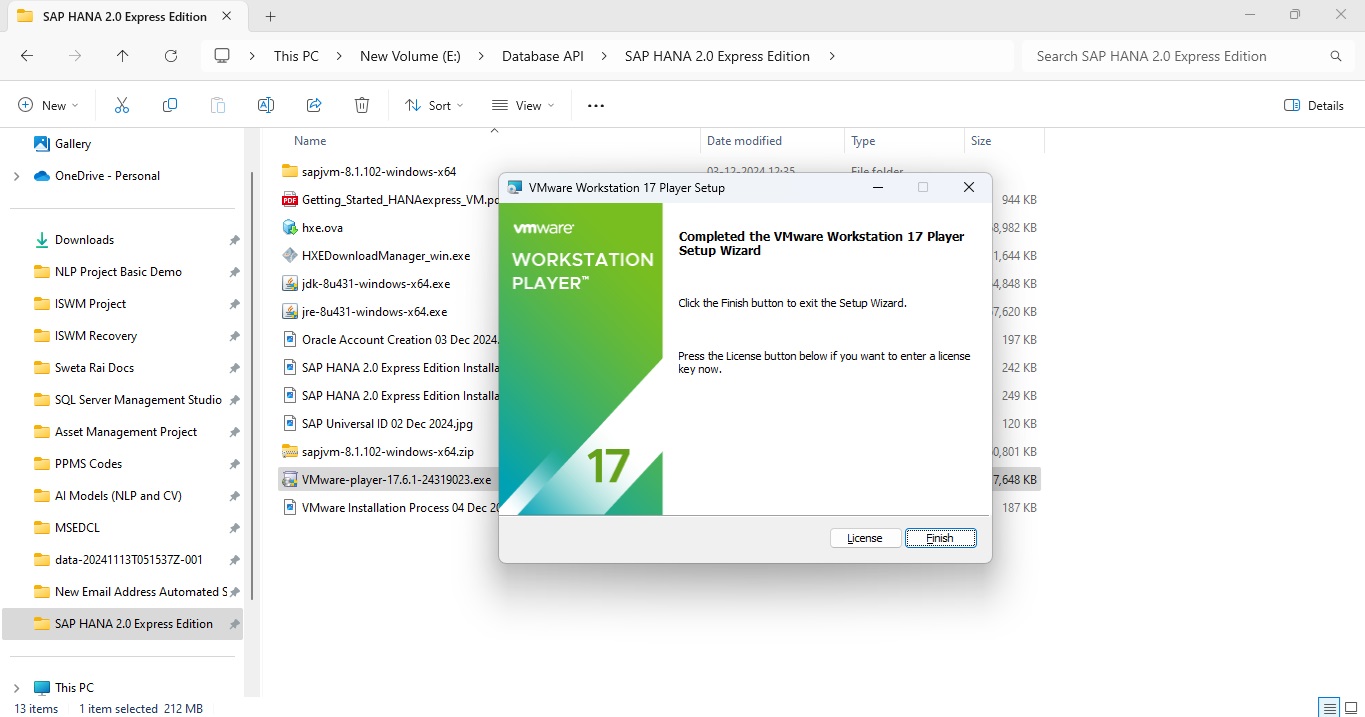 SAP HANA 2.0 Express Edition
This PC > New Volume (E:) > Database API > SAP HANA 2.0 Express Edition >
Search SAP HANA 2.0 Express Edition
New
Sort
View
Details
Gallery
OneDrive - Personal
Downloads
NLP Project Basic Demo
ISWM Project
ISWM Recovery
Sweta Rai Docs
SQL Server Management Studio
Asset Management Project
PPMS Codes
AI Models (NLP and CV)
MSEDCL
data-20241113T051537Z-001
New Email Address Automated S
SAP HANA 2.0 Express Edition
This PC
Name Date modified Type Size
sapjvm-8.1.102-windows-x64 03-12-2024 12:35 File folder
Getting_Started_HANAexpress_VM.pd 944 KB
hxe.ova 8,982 KB
HXEDownloadManager_win.exe 1,644 KB
jdk-8u431-windows-x64.exe 4,848 KB
jre-8u431-windows-x64.exe 7,620 KB
Oracle Account Creation 03 Dec 2024. 197 KB
SAP HANA 2.0 Express Edition Installa 242 KB
SAP HANA 2.0 Express Edition Installa 249 KB
SAP Universal ID 02 Dec 2024.jpg 120 KB
sapjvm-8.1.102-windows-x64.zip 0,801 KB
VMware-player-17.6.1-24319023.exe 7,648 KB
VMware Installation Process 04 Dec 20 187 KB
VMware Workstation 17 Player Setup
vmware
WORKSTATION
PLAYER™
17
Completed the VMware Workstation 17 Player
Setup Wizard
Click the Finish button to exit the Setup Wizard.
Press the License button below if you want to enter a license
key now.
License
Finish
13 items 1 item selected 212 MB